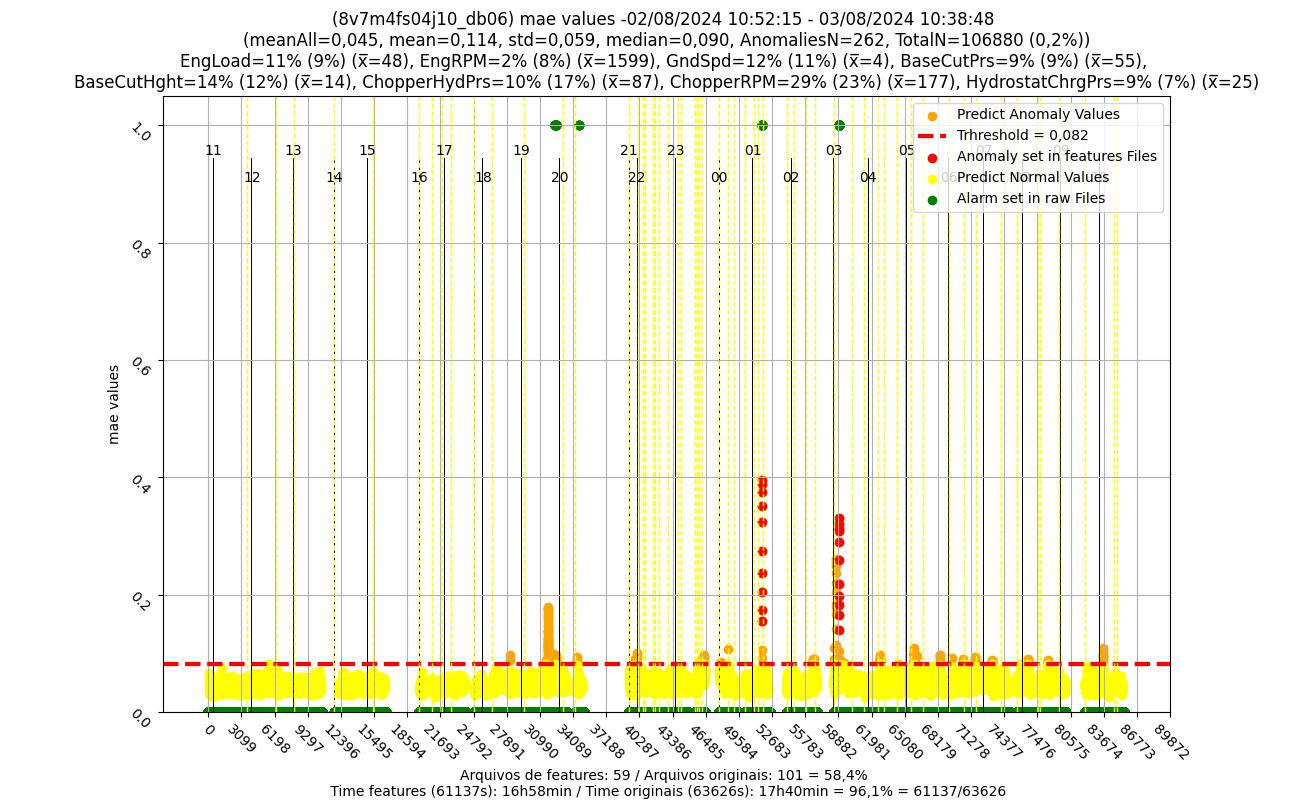 (8v7m4fs04j10_db06) mae values -02/08/2024 10:52:15 - 03/08/2024 10:38:48
(meanAll=0,045, mean=0,114, std=0,059, median=0,090, AnomaliesN=262, TotalN=106880 (0,2%))
EngLoad=11% (9%) (x̅=48), EngRPM=2% (8%) (x̅=1599), GndSpd=12% (11%) (x̅=4), BaseCutPrs=9% (9%) (x̅=55),
BaseCutHght=14% (12%) (x̅=14), ChopperHydPrs=10% (17%) (x̅=87), ChopperRPM=29% (23%) (x̅=177), HydrostatChrgPrs=9% (7%) (x̅=25)
Predict Anomaly Values
Trhreshold = 0,082
Anomaly set in features Files
Predict Normal Values
Alarm set in raw Files
11 13 15 17 19 21 23 01 03 05 07 09
12 14 16 18 20 22 00 02 04 06
mae values
1.0
0.8
0.6
0.4
0.2
0.0
0 3099 6198 9297 12396 15495 18594 21693 24792 27891 30990 34089 37188 40287 43386 46485 49584 52683 55783 58882 61981 65080 68179 71278 74377 77476 80575 83674 86773 89872
Arquivos de features: 59 / Arquivos originais: 101 = 58,4%
Time features (61137s): 16h58min / Time originais (63626s): 17h40min = 96,1% = 61137/63626